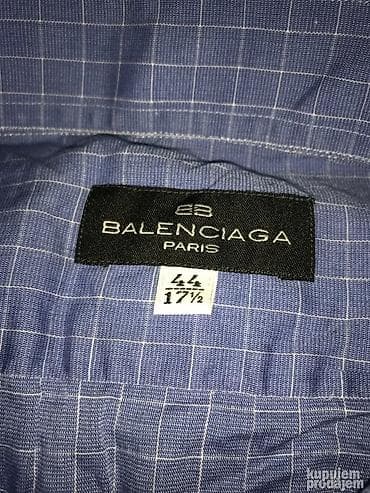 BB
BALENCIAGA
PARIS
44
17½
kupujem
prodajem